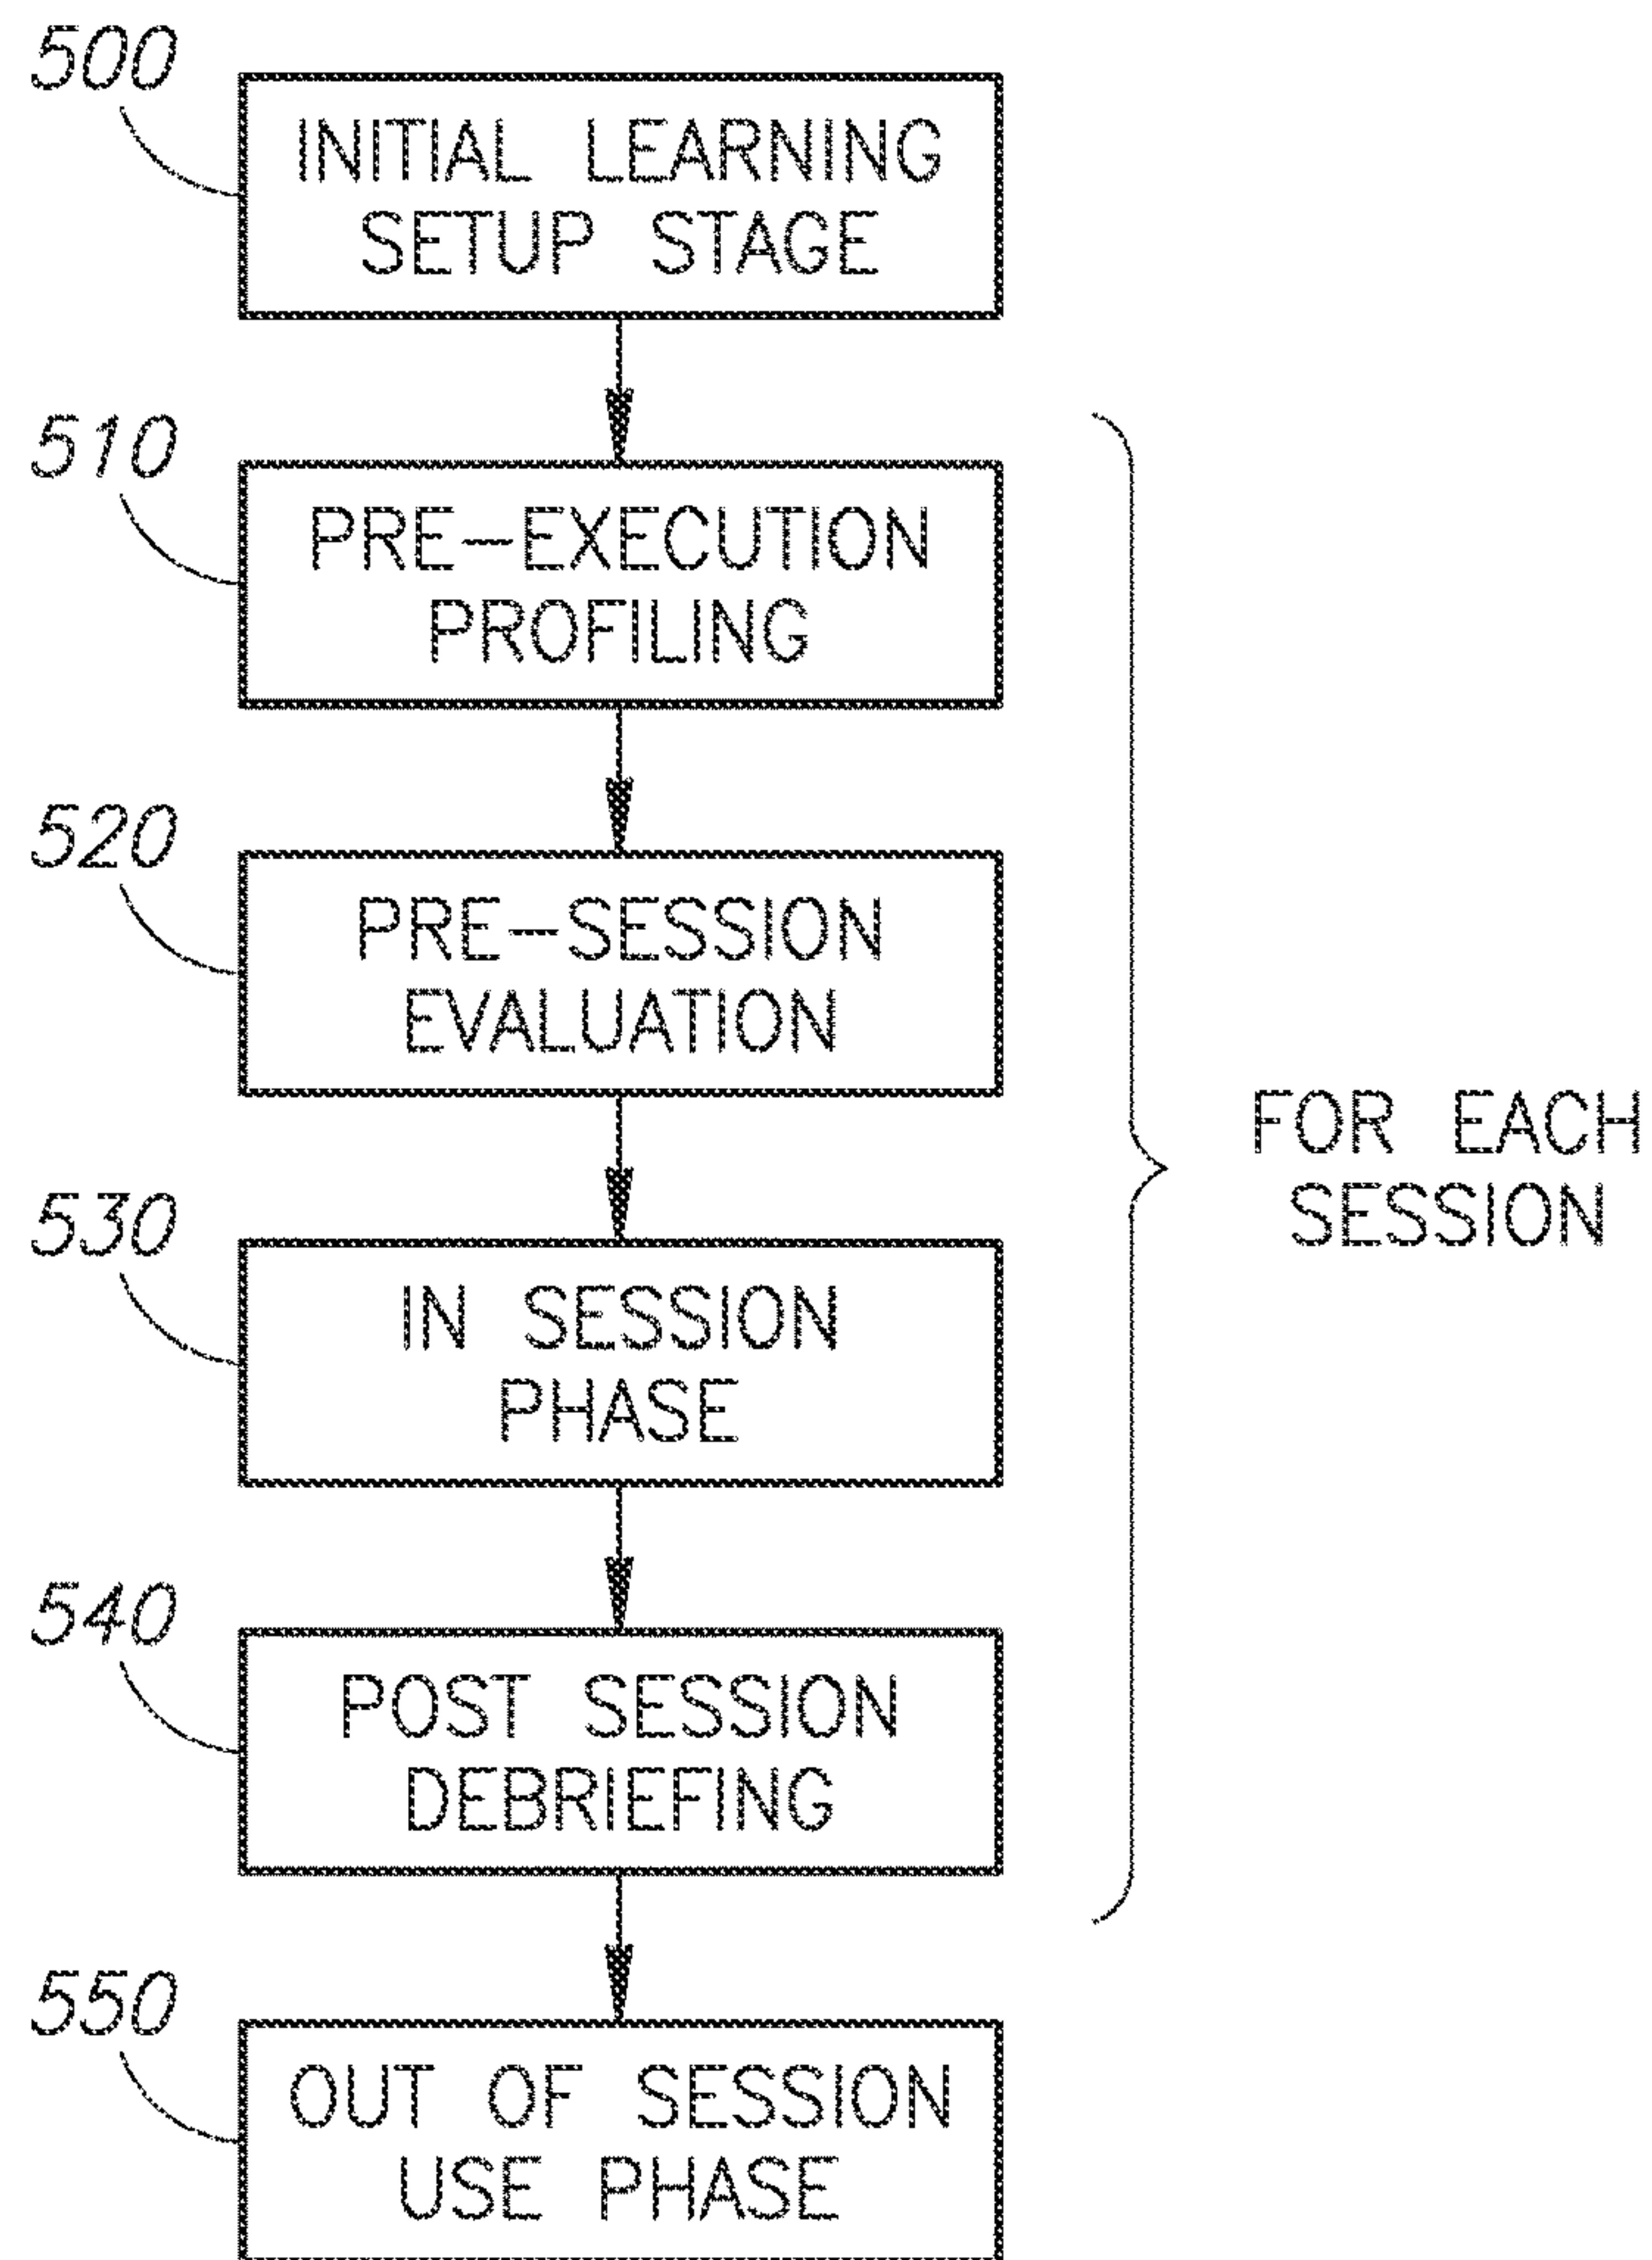 500
INITIAL LEARNING
SETUP STAGE
510
PRE-EXECUTION
PROFILING
520
PRE-SESSION
EVALUATION
FOR EACH
SESSION
530
IN SESSION
PHASE
540
POST SESSION
DEBRIEFING
550
OUT OF SESSION
USE PHASE